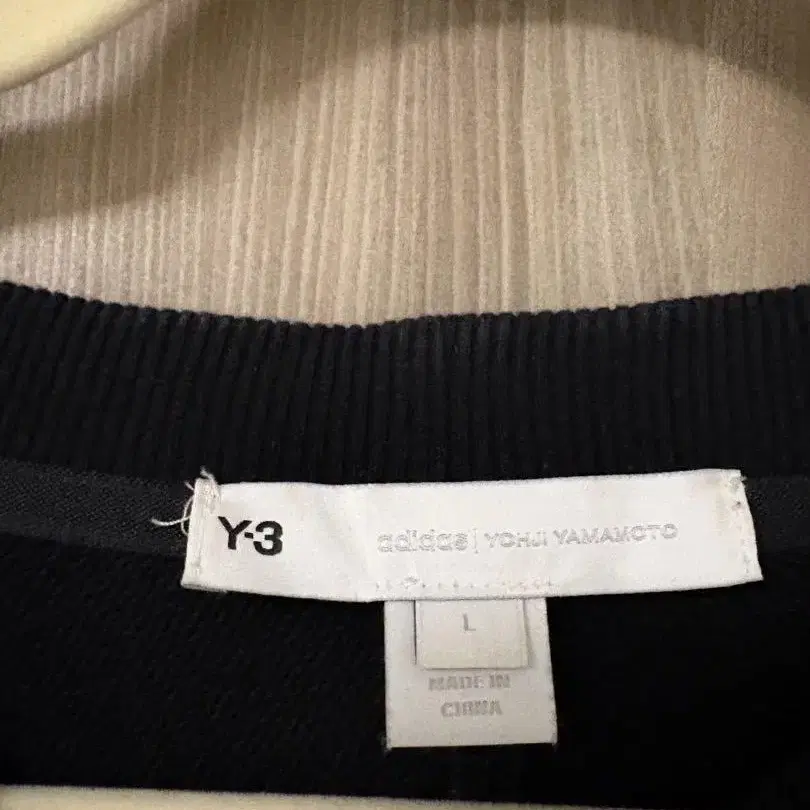 Y-3 adidas | YOHJI YAMAMOTO
L
MADE IN
CHINA